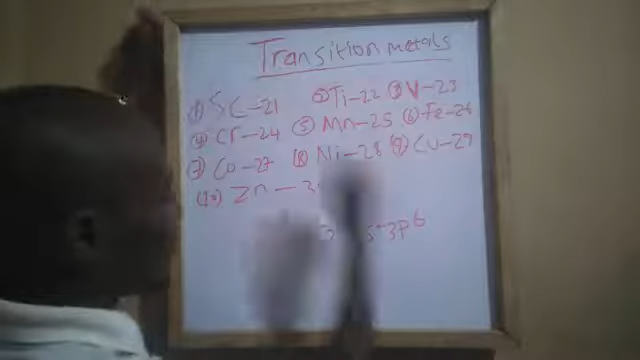 Transition metals
(1) Sc-21 (2) Ti-22 (3) V-23
(4) Cr-24 (5) Mn-25 (6) Fe-26
(7) Co-27 (8) Ni-28 (9) Cu-29
(10) Zn-
3p6